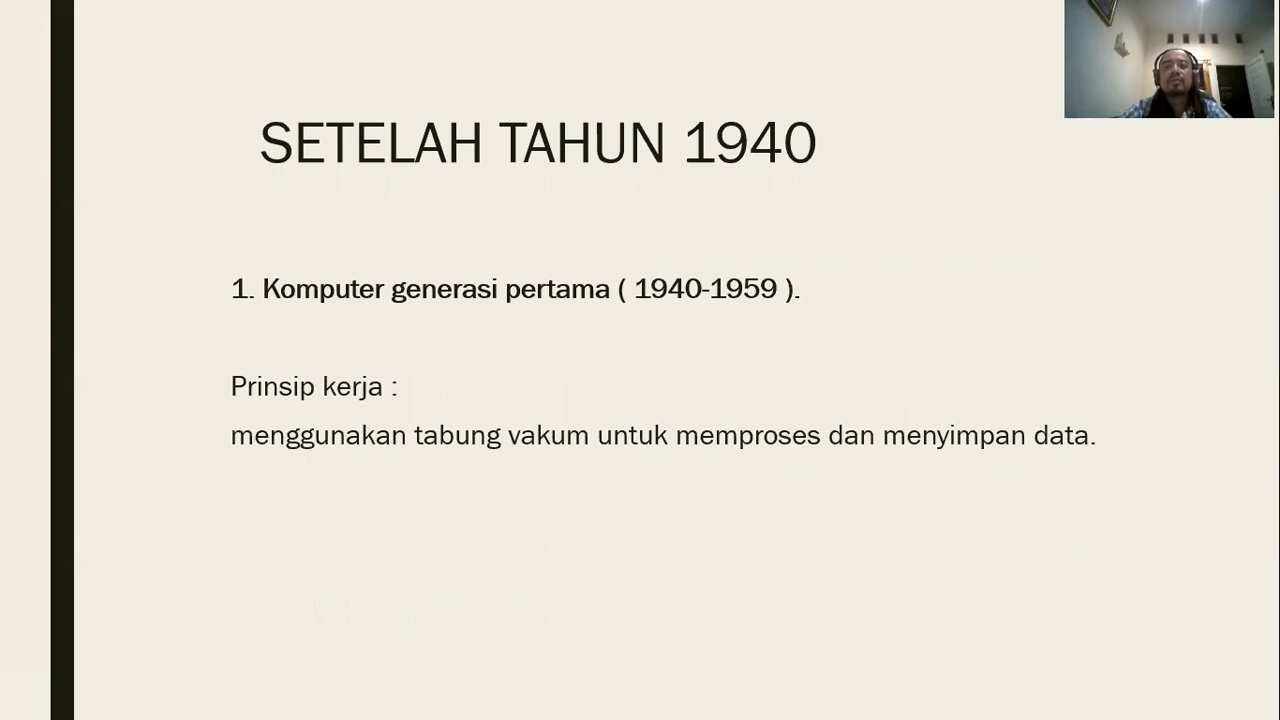 SETELAH TAHUN 1940
1. Komputer generasi pertama ( 1940-1959 ).
Prinsip kerja :
menggunakan tabung vakum untuk memproses dan menyimpan data.